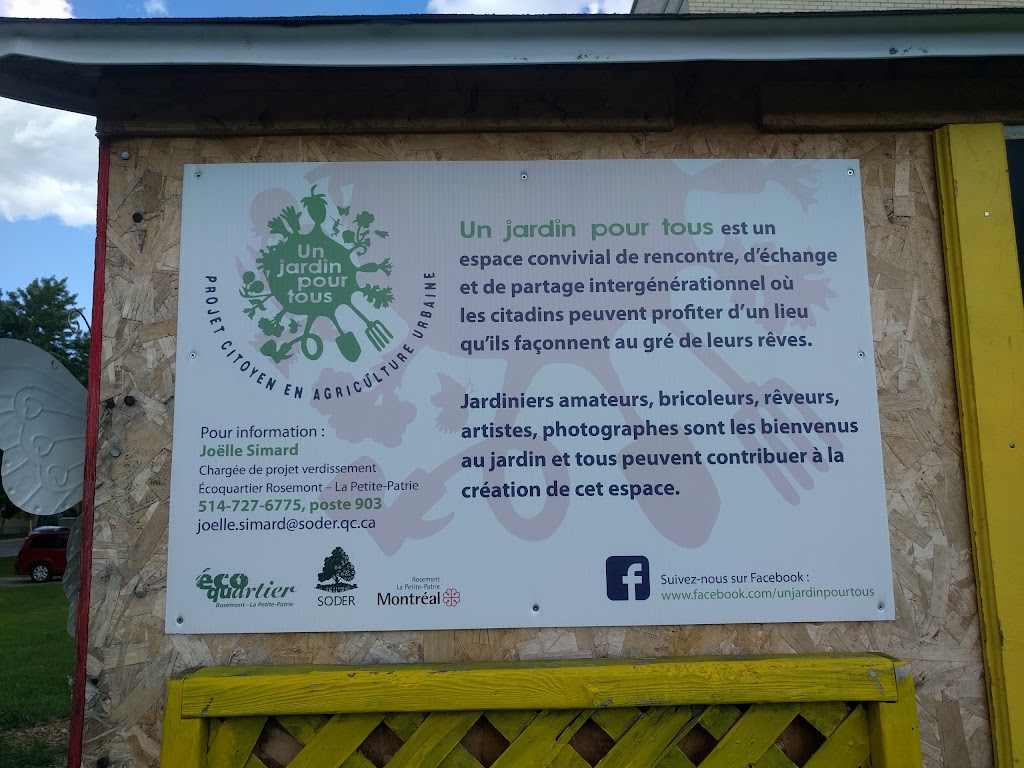 Un
jardin
pour
tous
PROJET CITOYEN EN AGRICULTURE URBAINE
Pour information :
Joëlle Simard
Chargée de projet verdissement
Écoquartier Rosemont – La Petite-Patrie
514-727-6775, poste 903
joelle.simard@soder.qc.ca
éco
quartier
Rosemont - La Petite-Patrie
SODER
Rosemont
La Petite-Patrie
Montréal
Un jardin pour tous est un
espace convivial de rencontre, d'échange
et de partage intergénérationnel où
les citadins peuvent profiter d'un lieu
qu'ils façonnent au gré de leurs rêves.
Jardiniers amateurs, bricoleurs, rêveurs,
artistes, photographes sont les bienvenus
au jardin et tous peuvent contribuer à la
création de cet espace.
f
Suivez-nous sur Facebook :
www.facebook.com/unjardinpourtous